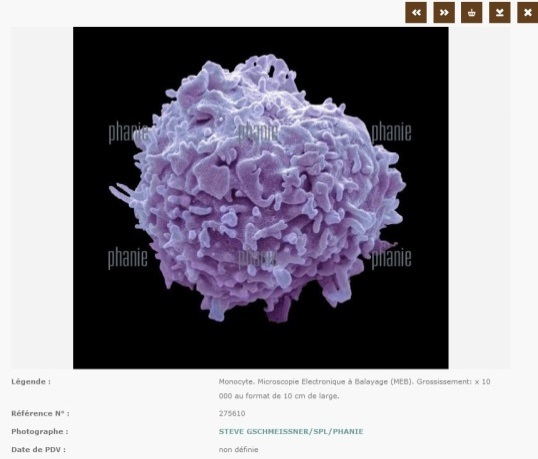 phanie phanie phanie
phanie phanie phanie
Légende :
Monocyte. Microscopie Electronique à Balayage (MEB). Grossissement: x 10
000 au format de 10 cm de large.
Référence N° :
275610
Photographe :
STEVE GSCHMEISSNER/SPL/PHANIE
Date de PDV :
non définie